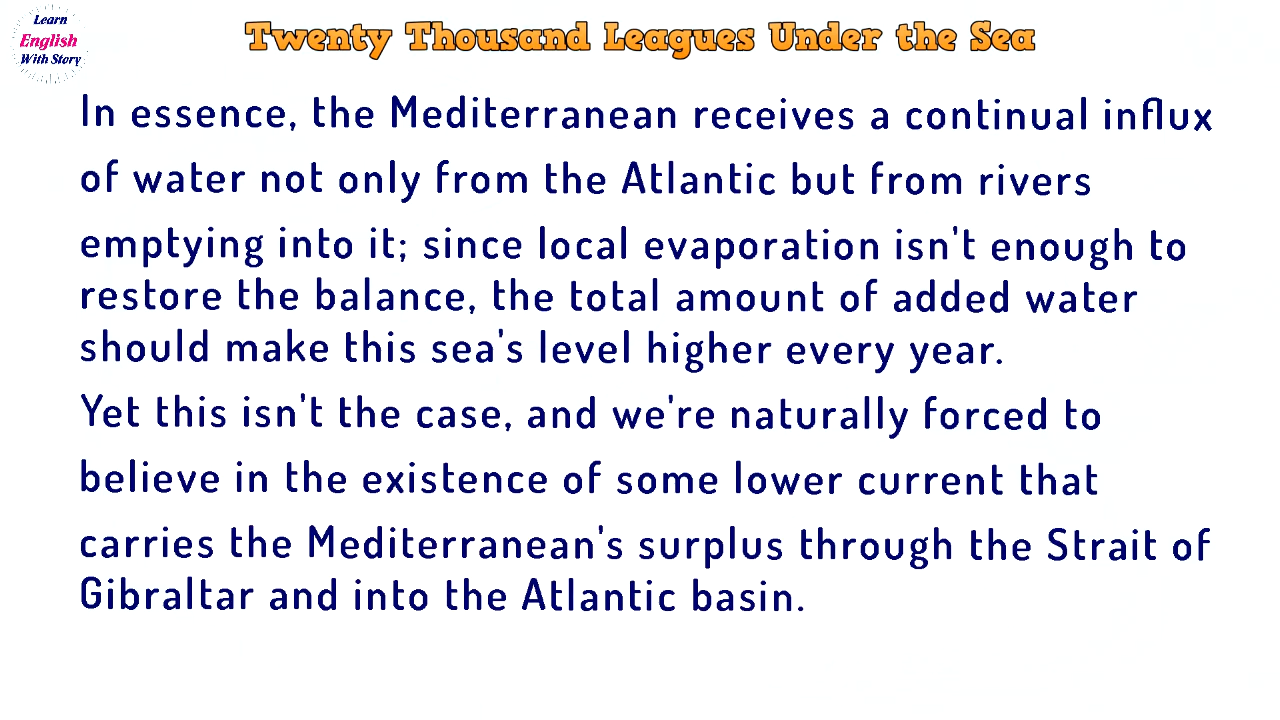 Learn
English
With Story
Twenty Thousand Leagues Under the Sea
In essence, the Mediterranean receives a continual influx
of water not only from the Atlantic but from rivers
emptying into it; since local evaporation isn't enough to
restore the balance, the total amount of added water
should make this sea's level higher every year.
Yet this isn't the case, and we're naturally forced to
believe in the existence of some lower current that
carries the Mediterranean's surplus through the Strait of
Gibraltar and into the Atlantic basin.